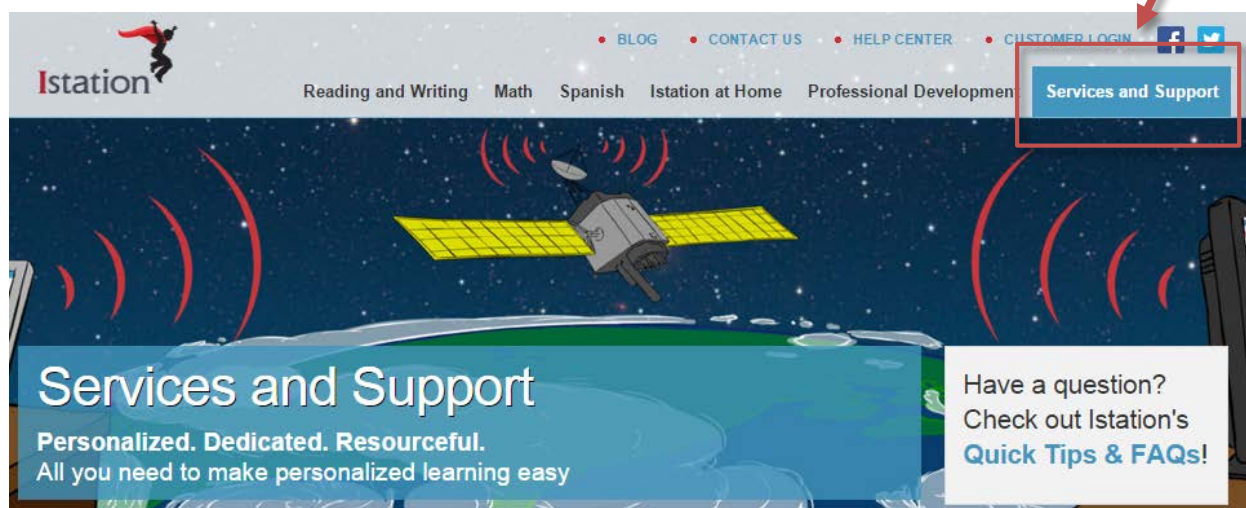 BLOG CONTACT US HELP CENTER CUSTOMER LOGIN
Istation
Reading and Writing Math Spanish Istation at Home Professional Development Services and Support
Services and Support
Personalized. Dedicated. Resourceful.
All you need to make personalized learning easy
Have a question?
Check out Istation's
Quick Tips & FAQs!